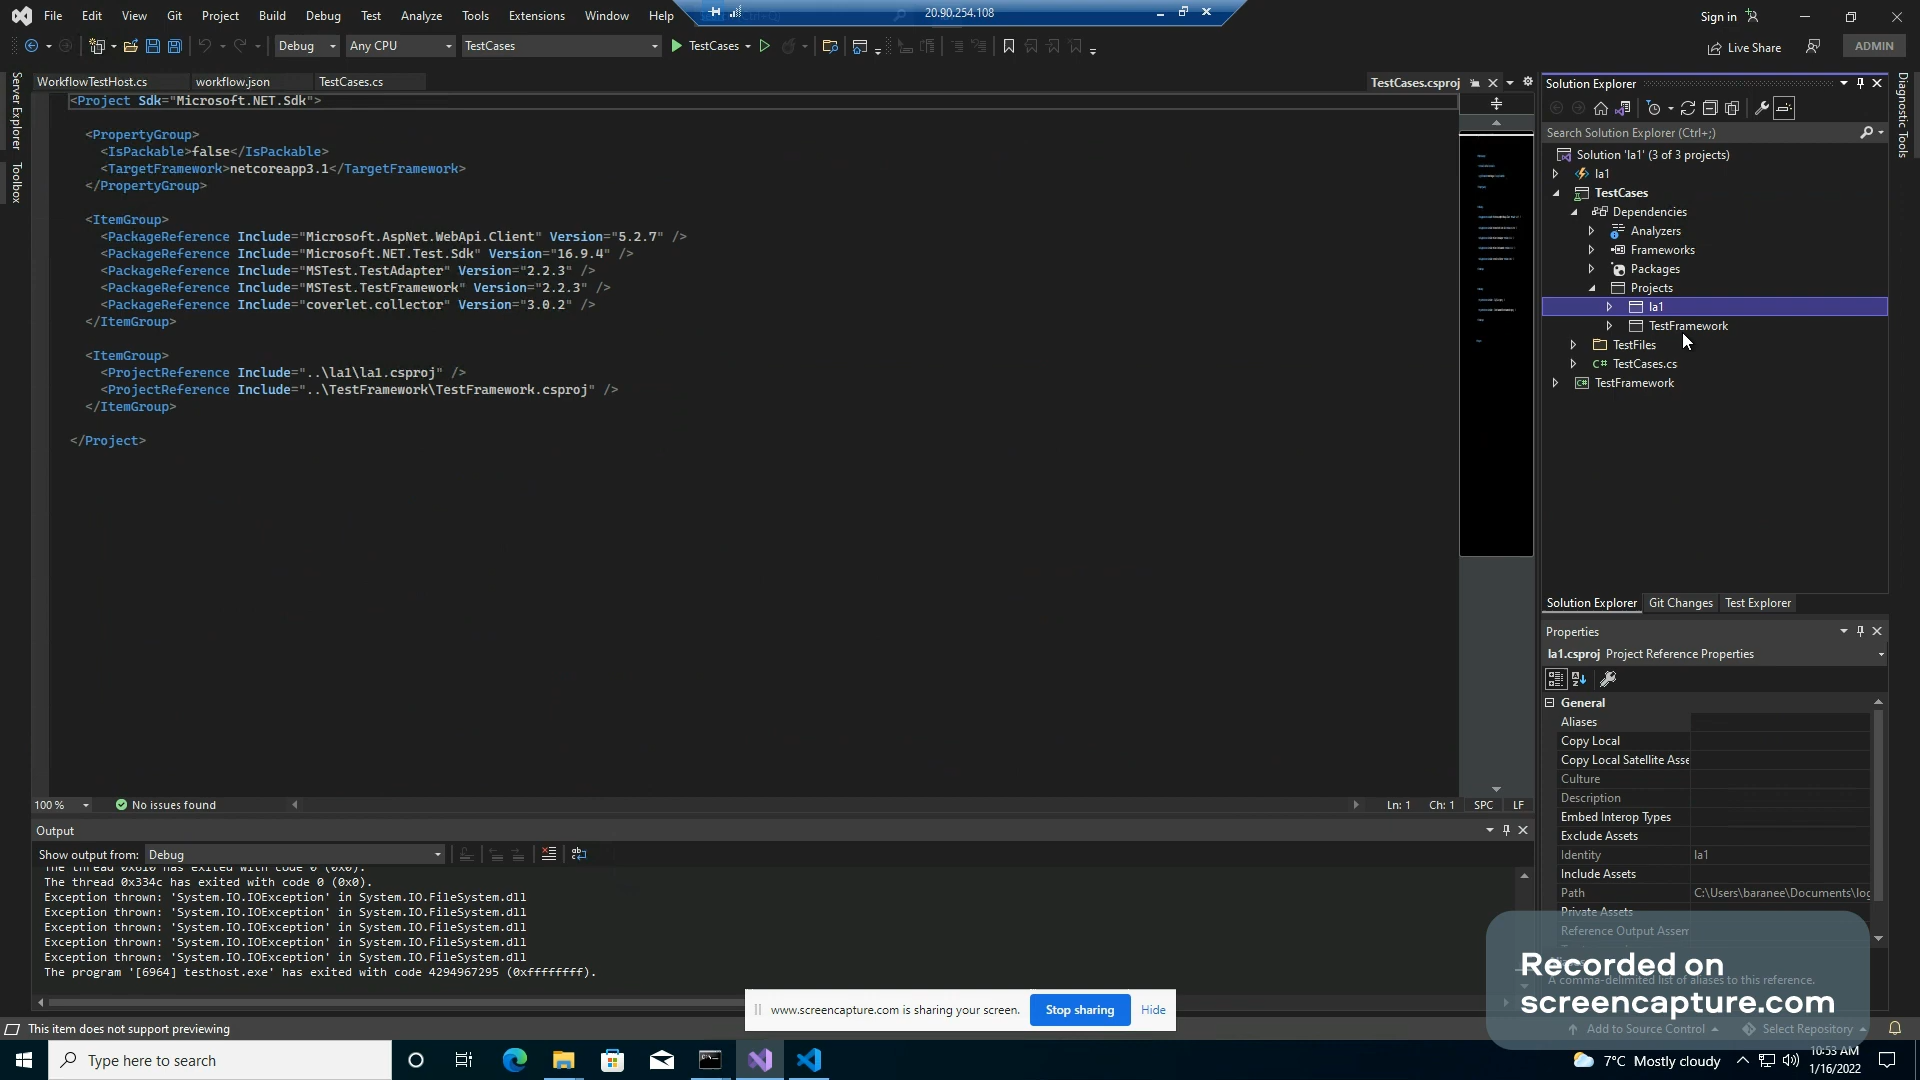 File Edit View Git Project Build Debug Test Analyze Tools Extensions Window Help
20.90.254.108
Sign in
Debug Any CPU TestCases TestCases
Live Share ADMIN
Server Explorer
Toolbox
WorkflowTestHost.cs workflow.json TestCases.cs TestCases.csproj
<Project Sdk="Microsoft.NET.Sdk">
<PropertyGroup>
<IsPackable>false</IsPackable>
<TargetFramework>netcoreapp3.1</TargetFramework>
</PropertyGroup>
<ItemGroup>
<PackageReference Include="Microsoft.AspNet.WebApi.Client" Version="5.2.7" />
<PackageReference Include="Microsoft.NET.Test.Sdk" Version="16.9.4" />
<PackageReference Include="MSTest.TestAdapter" Version="2.2.3" />
<PackageReference Include="MSTest.TestFramework" Version="2.2.3" />
<PackageReference Include="coverlet.collector" Version="3.0.2" />
</ItemGroup>
<ItemGroup>
<ProjectReference Include="..\la1\la1.csproj" />
<ProjectReference Include="..\TestFramework\TestFramework.csproj" />
</ItemGroup>
</Project>
100 % No issues found Ln: 1 Ch: 1 SPC LF
Output
Show output from: Debug
The thread 0x334c has exited with code 0 (0x0).
Exception thrown: 'System.IO.IOException' in System.IO.FileSystem.dll
Exception thrown: 'System.IO.IOException' in System.IO.FileSystem.dll
Exception thrown: 'System.IO.IOException' in System.IO.FileSystem.dll
Exception thrown: 'System.IO.IOException' in System.IO.FileSystem.dll
Exception thrown: 'System.IO.IOException' in System.IO.FileSystem.dll
The program '[6964] testhost.exe' has exited with code 4294967295 (0xffffffff).
Solution Explorer
Search Solution Explorer (Ctrl+;)
Solution 'la1' (3 of 3 projects)
la1
TestCases
Dependencies
Analyzers
Frameworks
Packages
Projects
la1
TestFramework
TestFiles
C# TestCases.cs
C# TestFramework
Solution Explorer Git Changes Test Explorer
Properties
la1.csproj Project Reference Properties
General
Aliases
Copy Local
Copy Local Satellite Asse
Culture
Description
Embed Interop Types
Exclude Assets
Identity la1
Include Assets
Path C:\Users\baranee\Documents\log
Private Assets
Reference Output Assem
A comma-delimited list of aliases to this reference.
Diagnostic Tools
Recorded on
screencapture.com
www.screencapture.com is sharing your screen. Stop sharing Hide
This item does not support previewing
Add to Source Control Select Repository
Type here to search
7°C Mostly cloudy
10:53 AM
1/16/2022